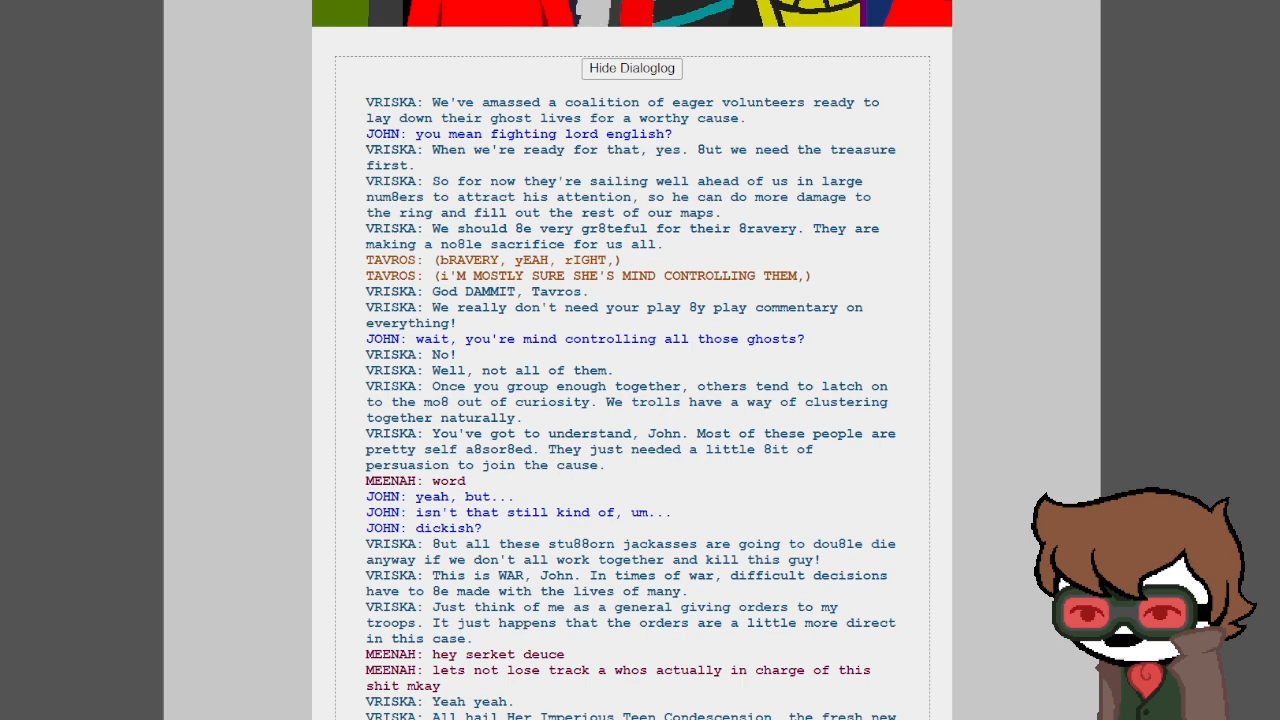 Hide Dialoglog
VRISKA: We've amassed a coalition of eager volunteers ready to
lay down their ghost lives for a worthy cause.
JOHN: you mean fighting lord english?
VRISKA: When we're ready for that, yes. 8ut we need the treasure
first.
VRISKA: So for now they're sailing well ahead of us in large
num8ers to attract his attention, so he can do more damage to
the ring and fill out the rest of our maps.
VRISKA: We should 8e very gr8teful for their 8ravery. They are
making a no8le sacrifice for us all.
TAVROS: (bRAVERY, yEAH, rIGHT,)
TAVROS: (i'M MOSTLY SURE SHE'S MIND CONTROLLING THEM,)
VRISKA: God DAMMIT, Tavros.
VRISKA: We really don't need your play 8y play commentary on
everything!
JOHN: wait, you're mind controlling all those ghosts?
VRISKA: No!
VRISKA: Well, not all of them.
VRISKA: Once you group enough together, others tend to latch on
to the mo8 out of curiosity. We trolls have a way of clustering
together naturally.
VRISKA: You've got to understand, John. Most of these people are
pretty self a8sor8ed. They just needed a little 8it of
persuasion to join the cause.
MEENAH: word
JOHN: yeah, but...
JOHN: isn't that still kind of, um...
JOHN: dickish?
VRISKA: 8ut all these stu88orn jackasses are going to dou8le die
anyway if we don't all work together and kill this guy!
VRISKA: This is WAR, John. In times of war, difficult decisions
have to 8e made with the lives of many.
VRISKA: Just think of me as a general giving orders to my
troops. It just happens that the orders are a little more direct
in this case.
MEENAH: hey serket deuce
MEENAH: lets not lose track a whos actually in charge of this
shit mkay
VRISKA: Yeah yeah.
VRISKA: All hail Her Imperious Teen Condescension, the fresh new